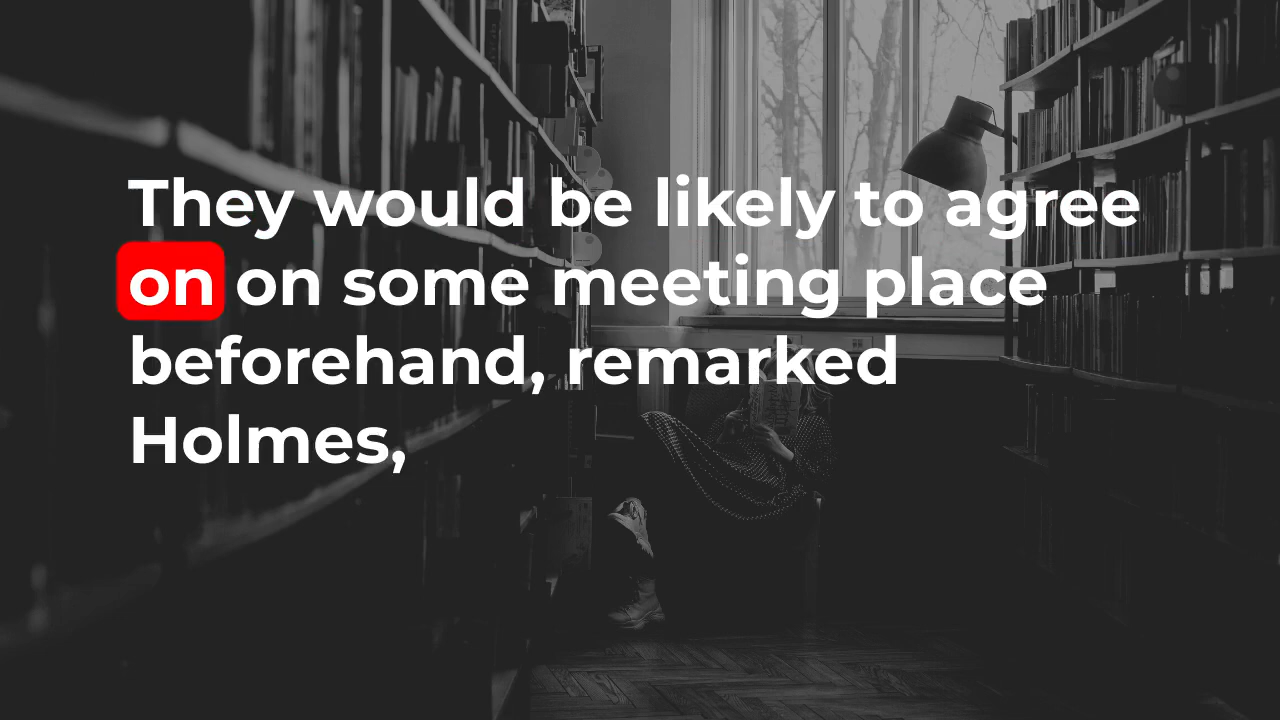 They would be likely to agree
on on some meeting place
beforehand, remarked
Holmes,